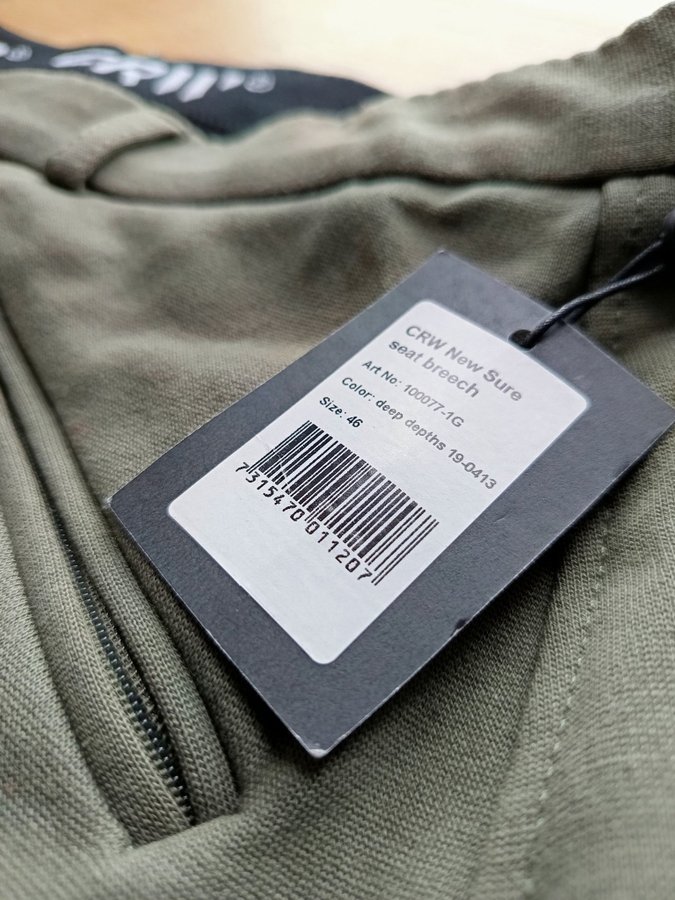 CRW New Sure
seat breech
Art No: 100077-1G
Color: deep depths 19-0413
Size: 46
7315470011207